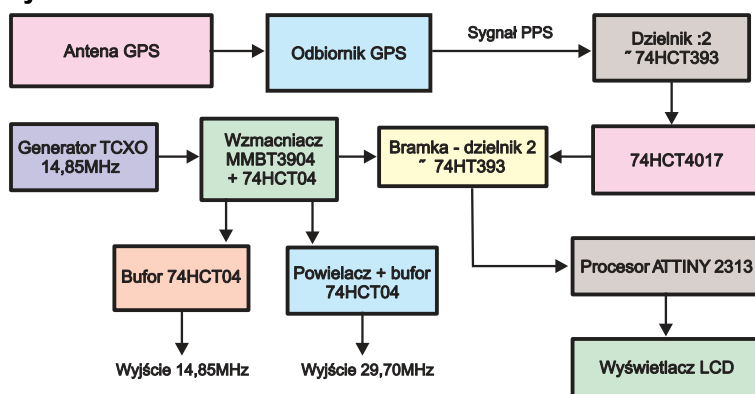 Antena GPS
Odbiornik GPS
Sygnał PPS
Dzielnik :2
˝ 74HCT393
Generator TCXO
14,85MHz
Wzmacniacz
MMBT3904
+ 74HCT04
Bramka - dzielnik 2
˝ 74HT393
74HCT4017
Bufor 74HCT04
Powielacz + bufor
74HCT04
Procesor ATTINY 2313
Wyjście 14,85MHz
Wyjście 29,70MHz
Wyświetlacz LCD